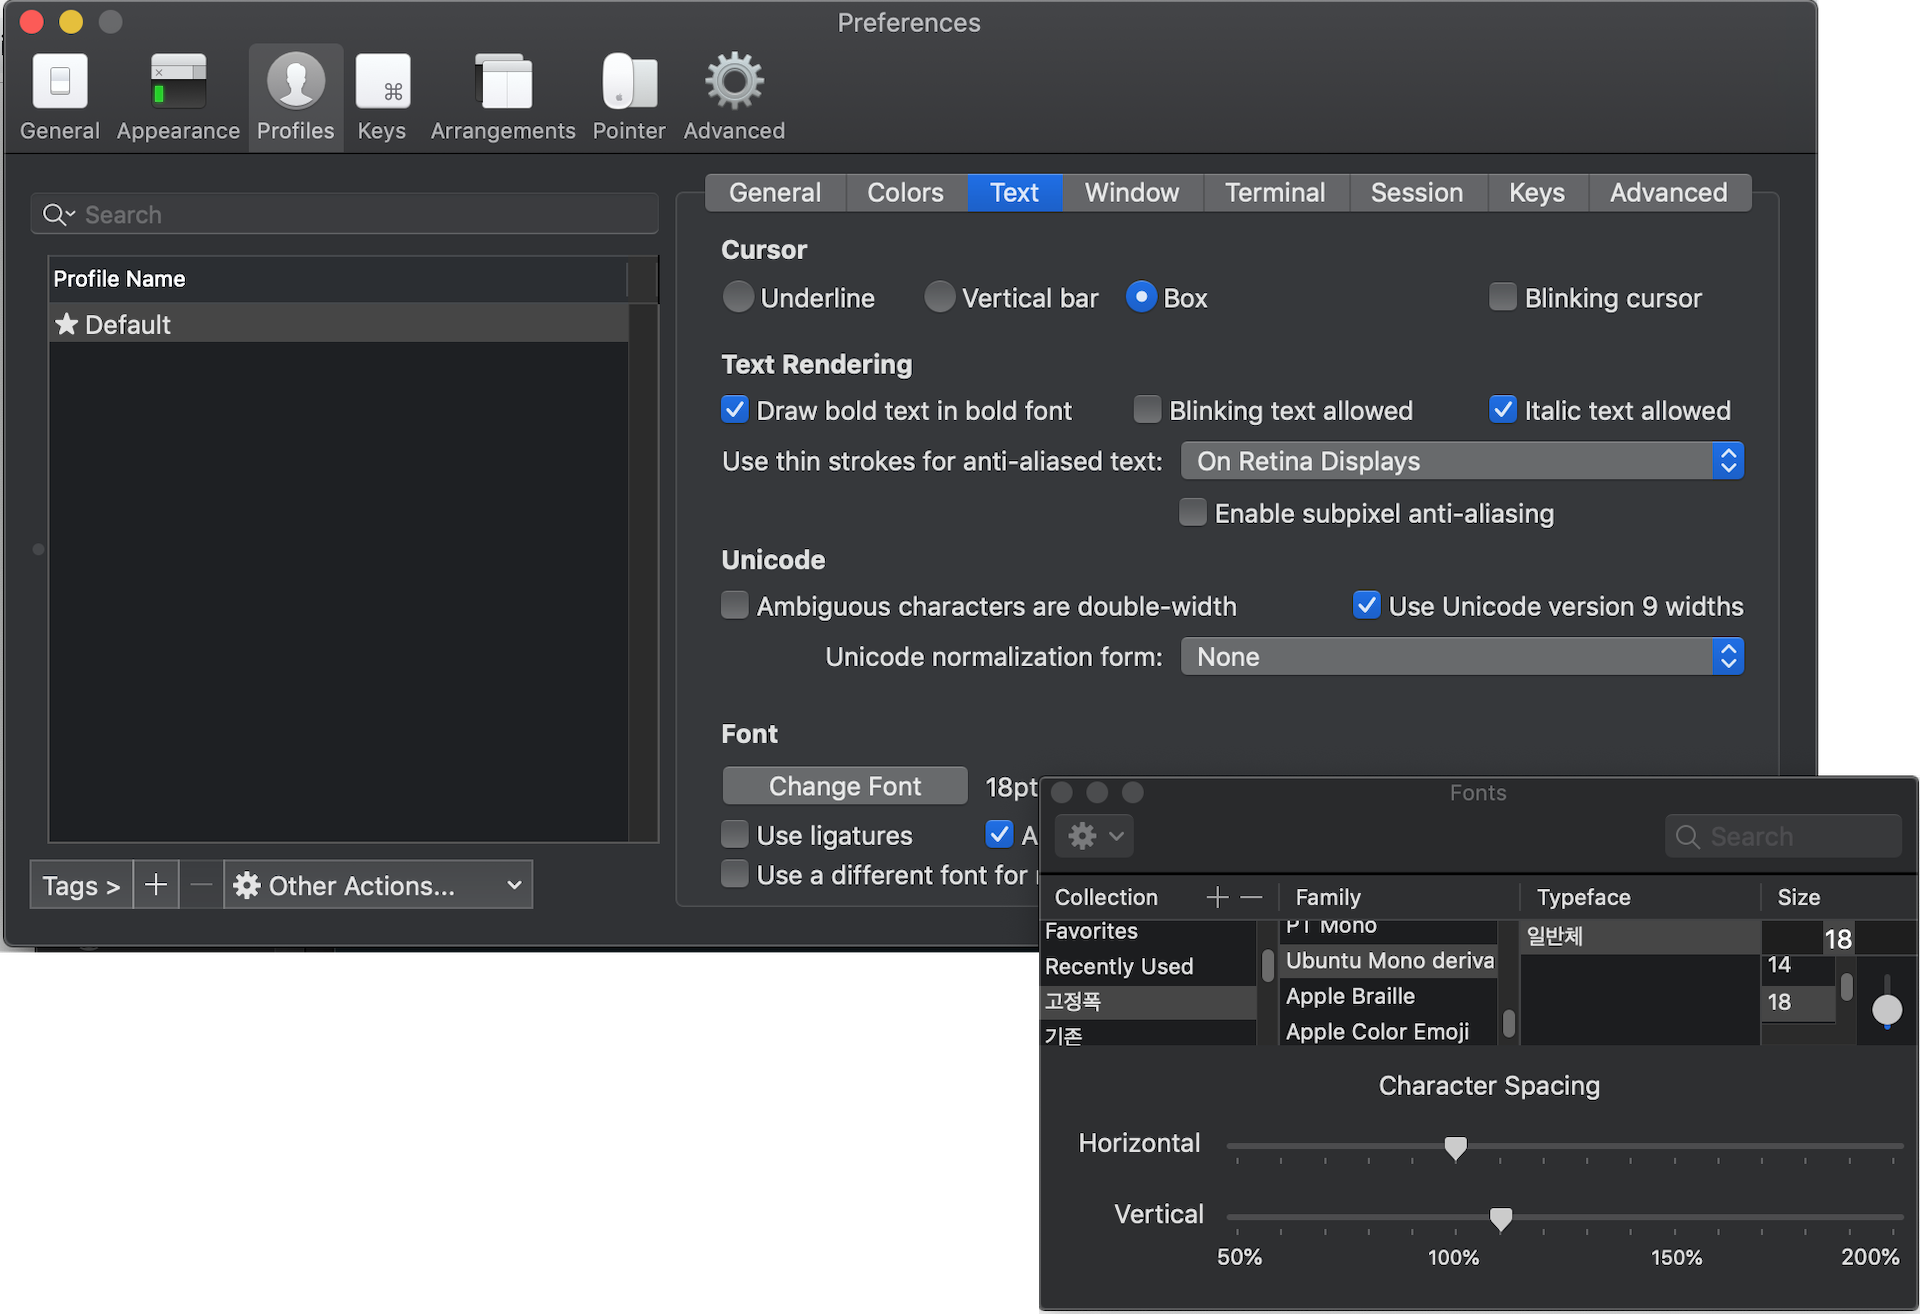 Preferences
General Appearance Profiles Keys Arrangements Pointer Advanced
Search
Profile Name
Default
Tags >
Other Actions...
General Colors Text Window Terminal Session Keys Advanced
Cursor
Underline Vertical bar Box Blinking cursor
Text Rendering
Draw bold text in bold font Blinking text allowed Italic text allowed
Use thin strokes for anti-aliased text: On Retina Displays
Enable subpixel anti-aliasing
Unicode
Ambiguous characters are double-width Use Unicode version 9 widths
Unicode normalization form: None
Font
Change Font 18pt
Use ligatures A
Use a different font for
Fonts
Search
Collection Family Typeface Size
Favorites
Recently Used
고정폭
기존
PT Mono
Ubuntu Mono deriva
Apple Braille
Apple Color Emoji
일반체
18
14
18
Character Spacing
Horizontal
Vertical
50% 100% 150% 200%